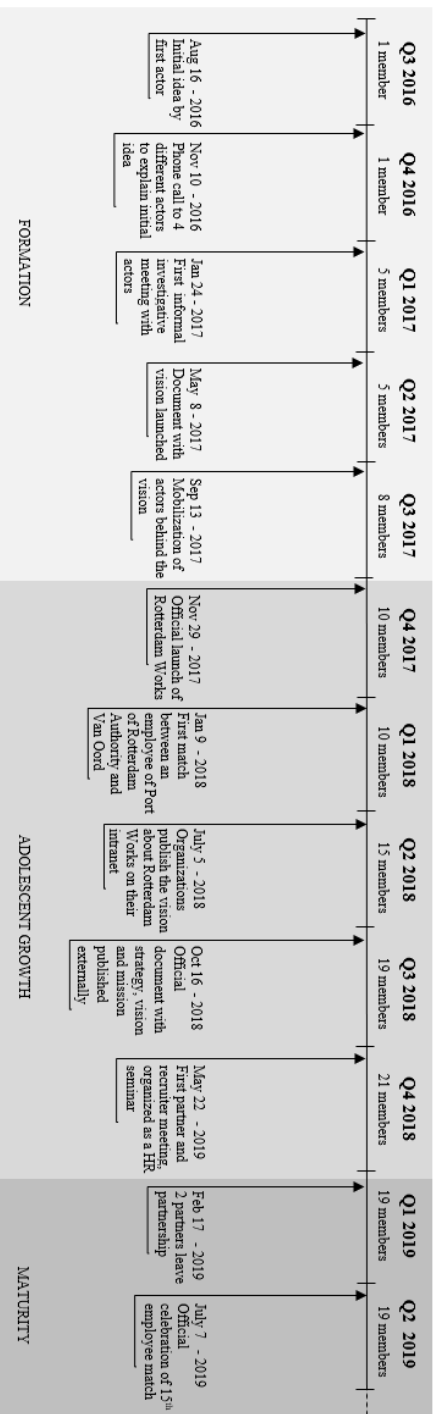 Q3 2016
1 member
Q4 2016
1 member
Q1 2017
5 members
Q2 2017
5 members
Q3 2017
8 members
Q4 2017
10 members
Q1 2018
10 members
Q2 2018
15 members
Q3 2018
19 members
Q4 2018
21 members
Q1 2019
19 members
Q2 2019
19 members
Aug 16 - 2016
Initial idea by
first actor
Nov 10 - 2016
Phone call to 4
different actors
to explain initial
idea
Jan 24 - 2017
First informal
investigative
meeting with
actors
May 8 - 2017
Document with
vision launched
Sep 13 - 2017
Mobilization of
actors behind the
vision
Nov 29 - 2017
Official launch of
Rotterdam Works
Jan 9 - 2018
First match
between an
employee of Port
of Rotterdam
Authority and
Van Oord
July 5 - 2018
Organizations
publish the vision
about Rotterdam
Works on their
intranet
Oct 16 - 2018
Official
document with
strategy, vision
and mission
published
externally
May 22 - 2019
First partner and
recruiter meeting,
organized as a HR
seminar
Feb 17 - 2019
2 partners leave
partnership
July 7 - 2019
Official
celebration of 15th
employee match
FORMATION
ADOLESCENT GROWTH
MATURITY